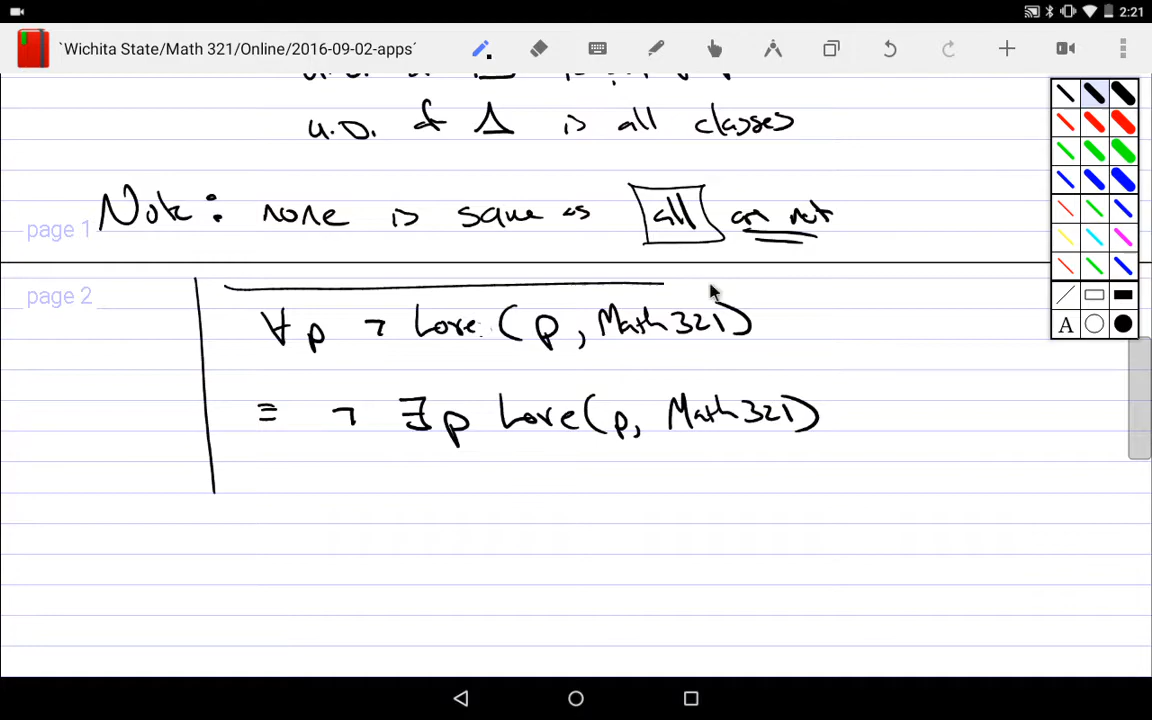 2:21
`Wichita State/Math 321/Online/2016-09-02-apps´
u.D. of Δ is all classes
Note: none is same as all are not
page 1
page 2
∀p ¬ Love (p, Math321)
≡ ¬ ∃p Love(p, Math321)
A